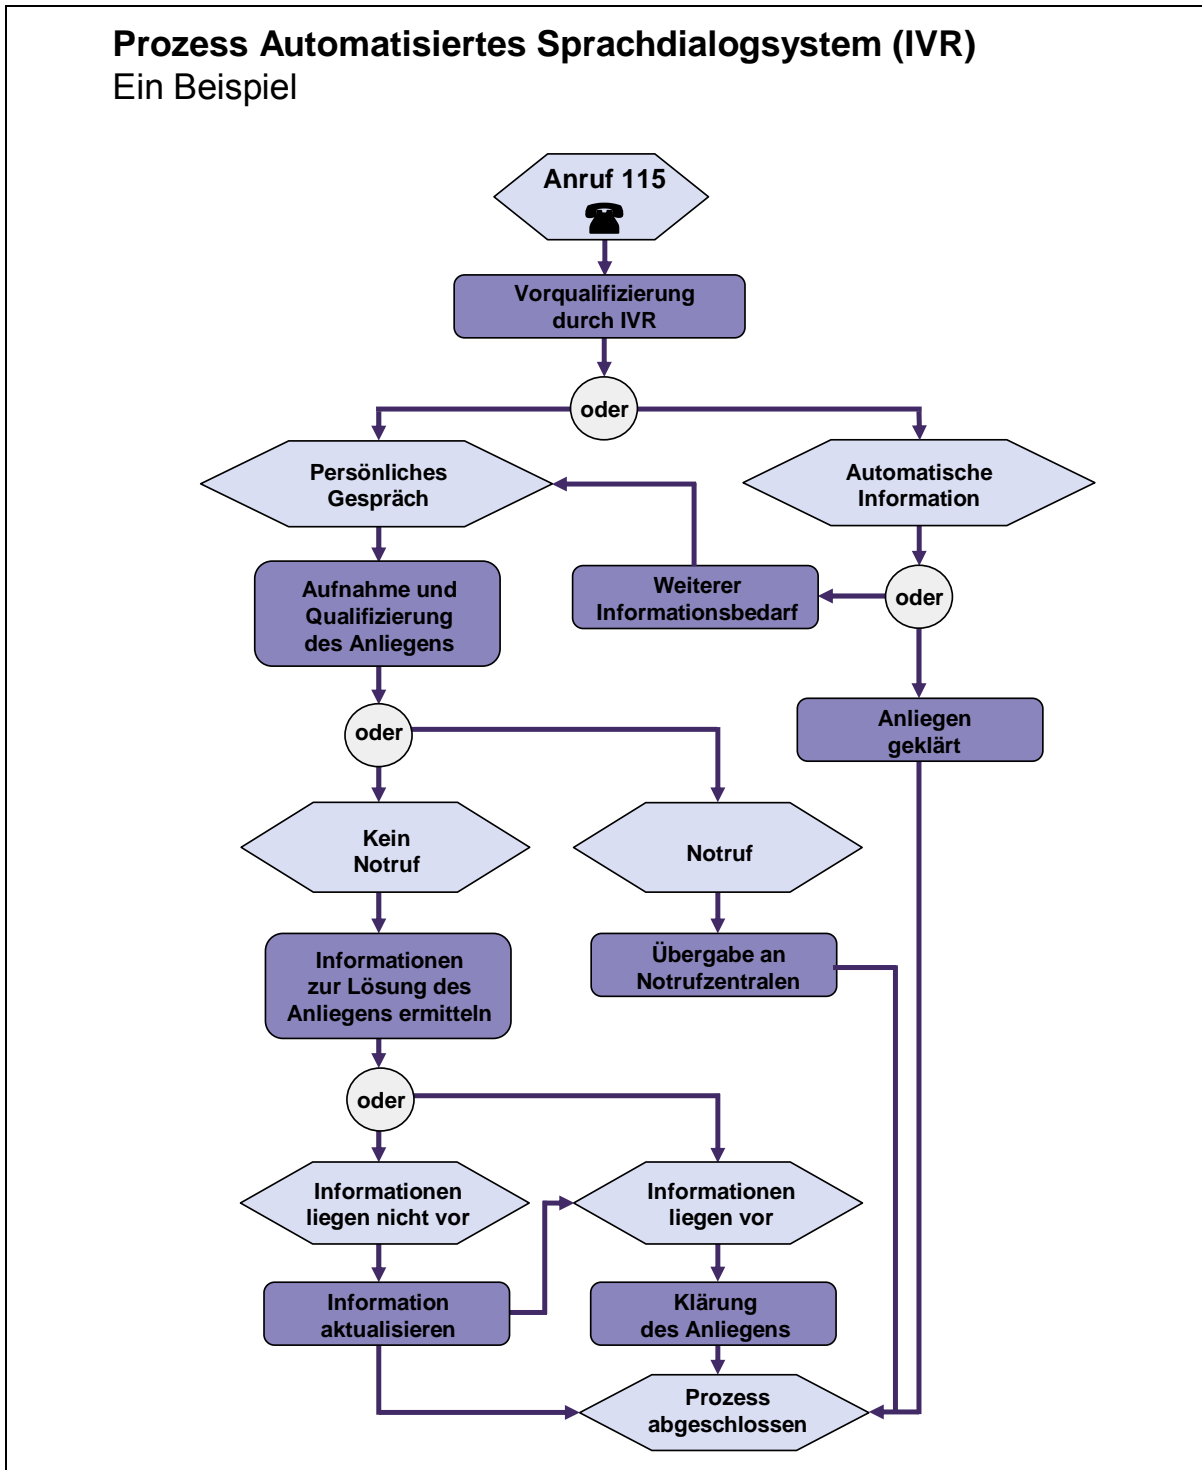 Prozess Automatisiertes Sprachdialogsystem (IVR)
Ein Beispiel
Anruf 115
Vorqualifizierung
durch IVR
oder
Persönliches
Gespräch
Automatische
Information
Aufnahme und
Qualifizierung
des Anliegens
Weiterer
Informationsbedarf
oder
Anliegen
geklärt
oder
Kein
Notruf
Notruf
Informationen
zur Lösung des
Anliegens ermitteln
Übergabe an
Notrufzentralen
oder
Informationen
liegen nicht vor
Informationen
liegen vor
Information
aktualisieren
Klärung
des Anliegens
Prozess
abgeschlossen